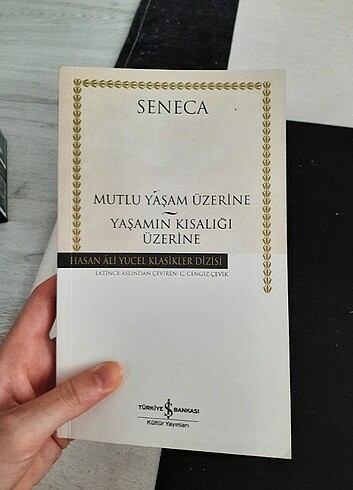 SENECA
MUTLU YAŞAM ÜZERİNE
~
YAŞAMIN KISALIĞI
ÜZERİNE
HASAN ÂLİ YÜCEL KLASİKLER DİZİSİ
LATİNCE ASLINDAN ÇEVİREN: C. CENGİZ ÇEVİK
TÜRKİYE İŞ BANKASI
Kültür Yayınları